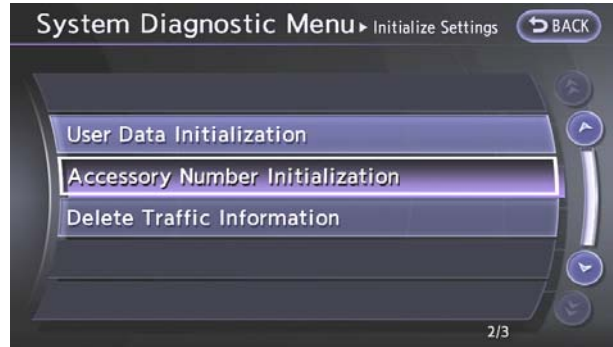 System Diagnostic Menu ▸ Initialize Settings BACK
User Data Initialization
Accessory Number Initialization
Delete Traffic Information
2/3